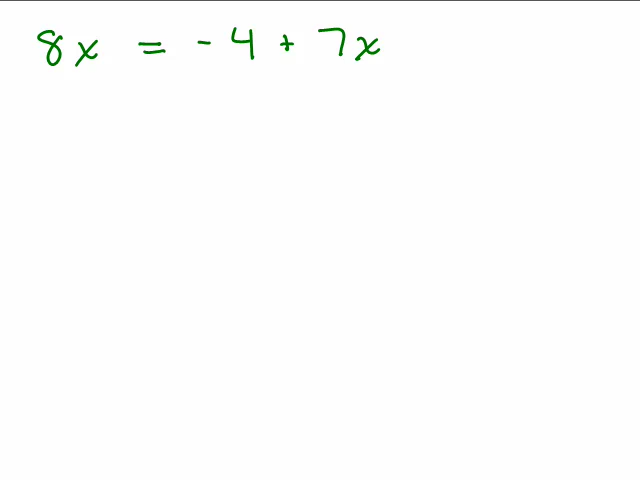 8x = -4 + 7x